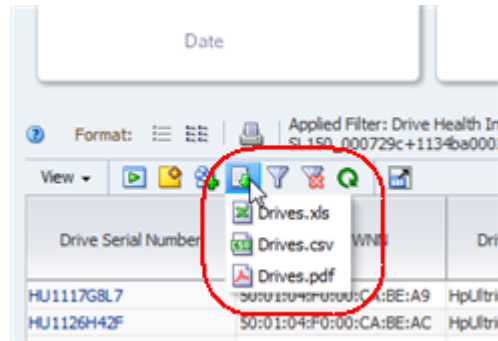 Date
Format:
Applied Filter: Drive Health In
SL150_000729c+1134ba000
View
Drives.xls
Drives.csv
Drives.pdf
Drive Serial Number
WNN
Dri
HU1117G8L7 50:01:04:F0:00:CA:BE:A9 HpUltri
HU1126H42F 50:01:04:F0:00:CA:BE:AC HpUltri